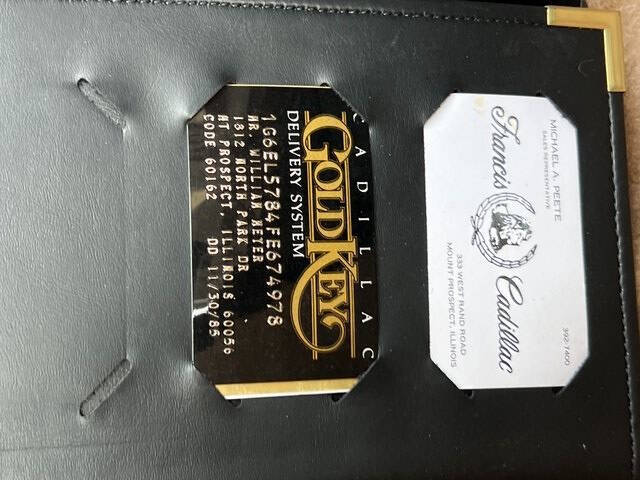 CADILLAC
GOLD KEY
DELIVERY SYSTEM
1G6EL5784FE674978
MR. WILLIAM MEYER
1812 NORTH PARK DR
MT PROSPECT, ILLINOIS 60056
CODE 60162 DD 11/30/85
MICHAEL A. PEETE
SALES REPRESENTATIVE
392-7400
Francis Cadillac
333 WEST RAND ROAD
MOUNT PROSPECT, ILLINOIS